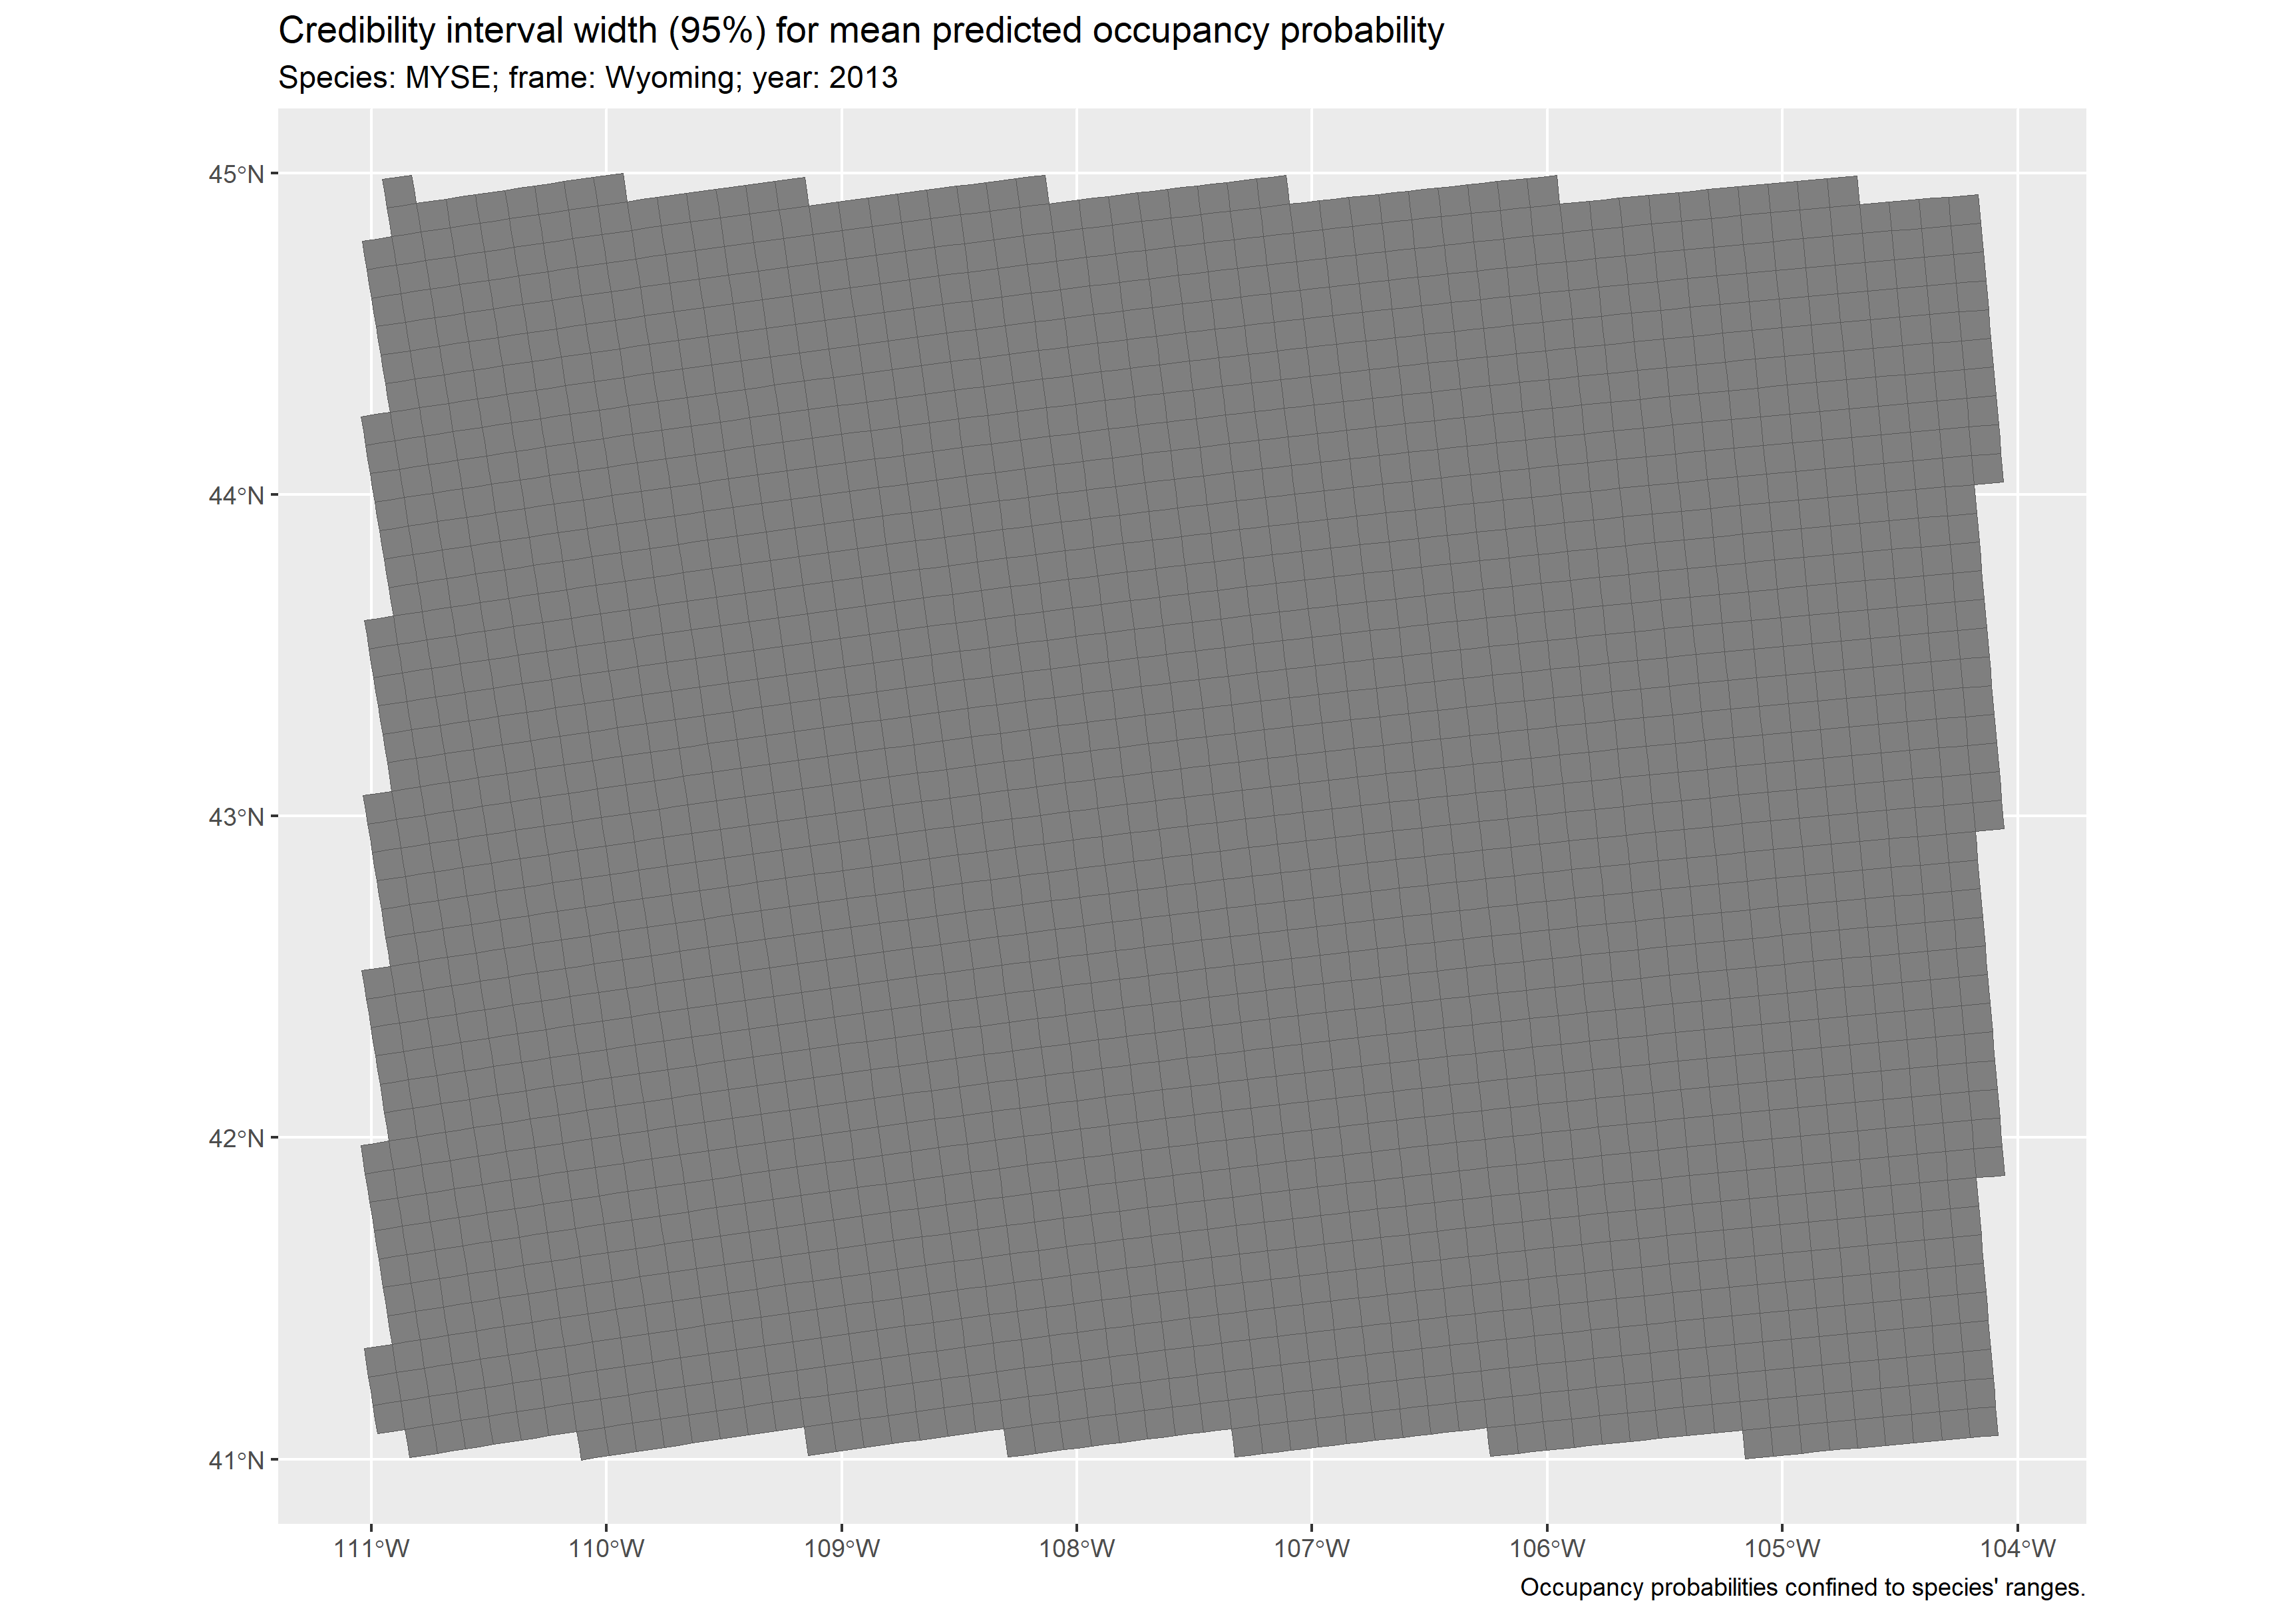 Credibility interval width (95%) for mean predicted occupancy probability
Species: MYSE; frame: Wyoming; year: 2013
45°N
44°N
43°N
42°N
41°N
111°W 110°W 109°W 108°W 107°W 106°W 105°W 104°W
Occupancy probabilities confined to species' ranges.